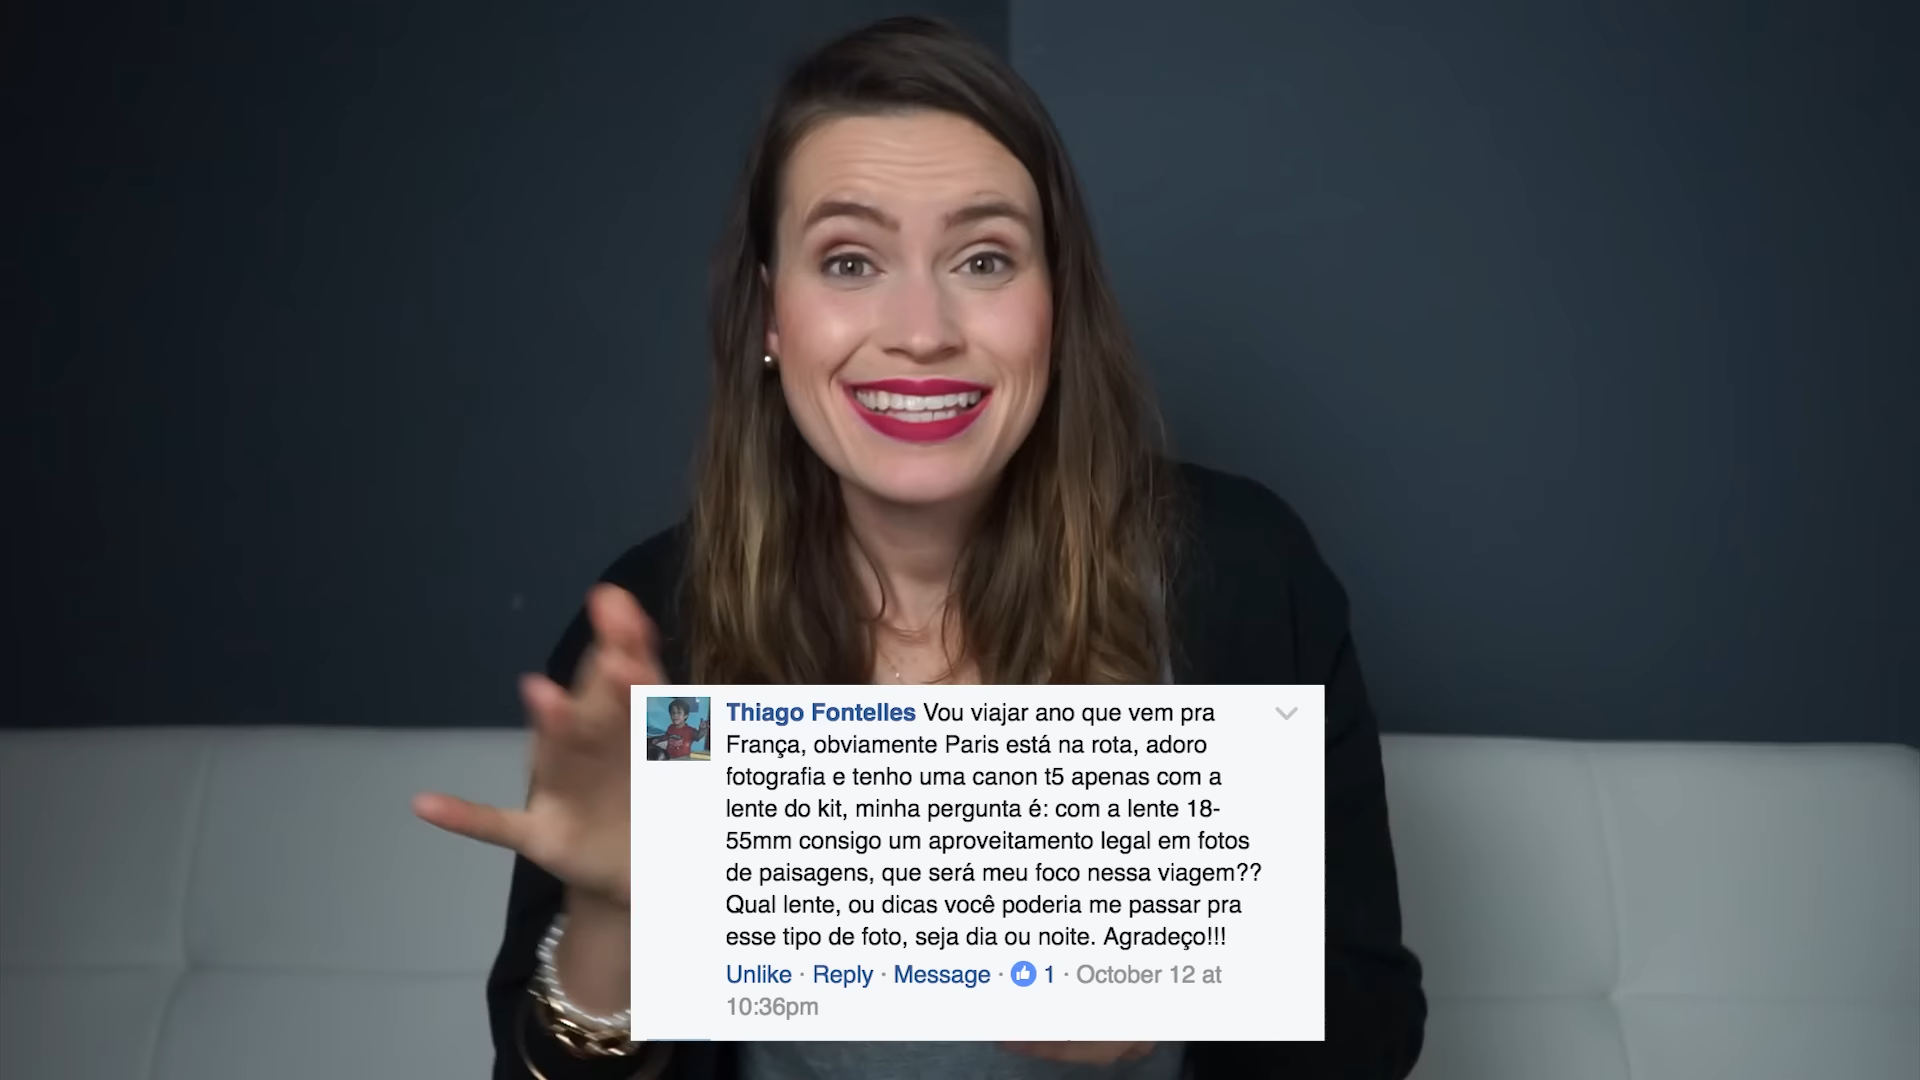 Thiago Fontelles Vou viajar ano que vem pra
França, obviamente Paris está na rota, adoro
fotografia e tenho uma canon t5 apenas com a
lente do kit, minha pergunta é: com a lente 18-
55mm consigo um aproveitamento legal em fotos
de paisagens, que será meu foco nessa viagem??
Qual lente, ou dicas você poderia me passar pra
esse tipo de foto, seja dia ou noite. Agradeço!!!
Unlike · Reply · Message · 1 · October 12 at
10:36pm